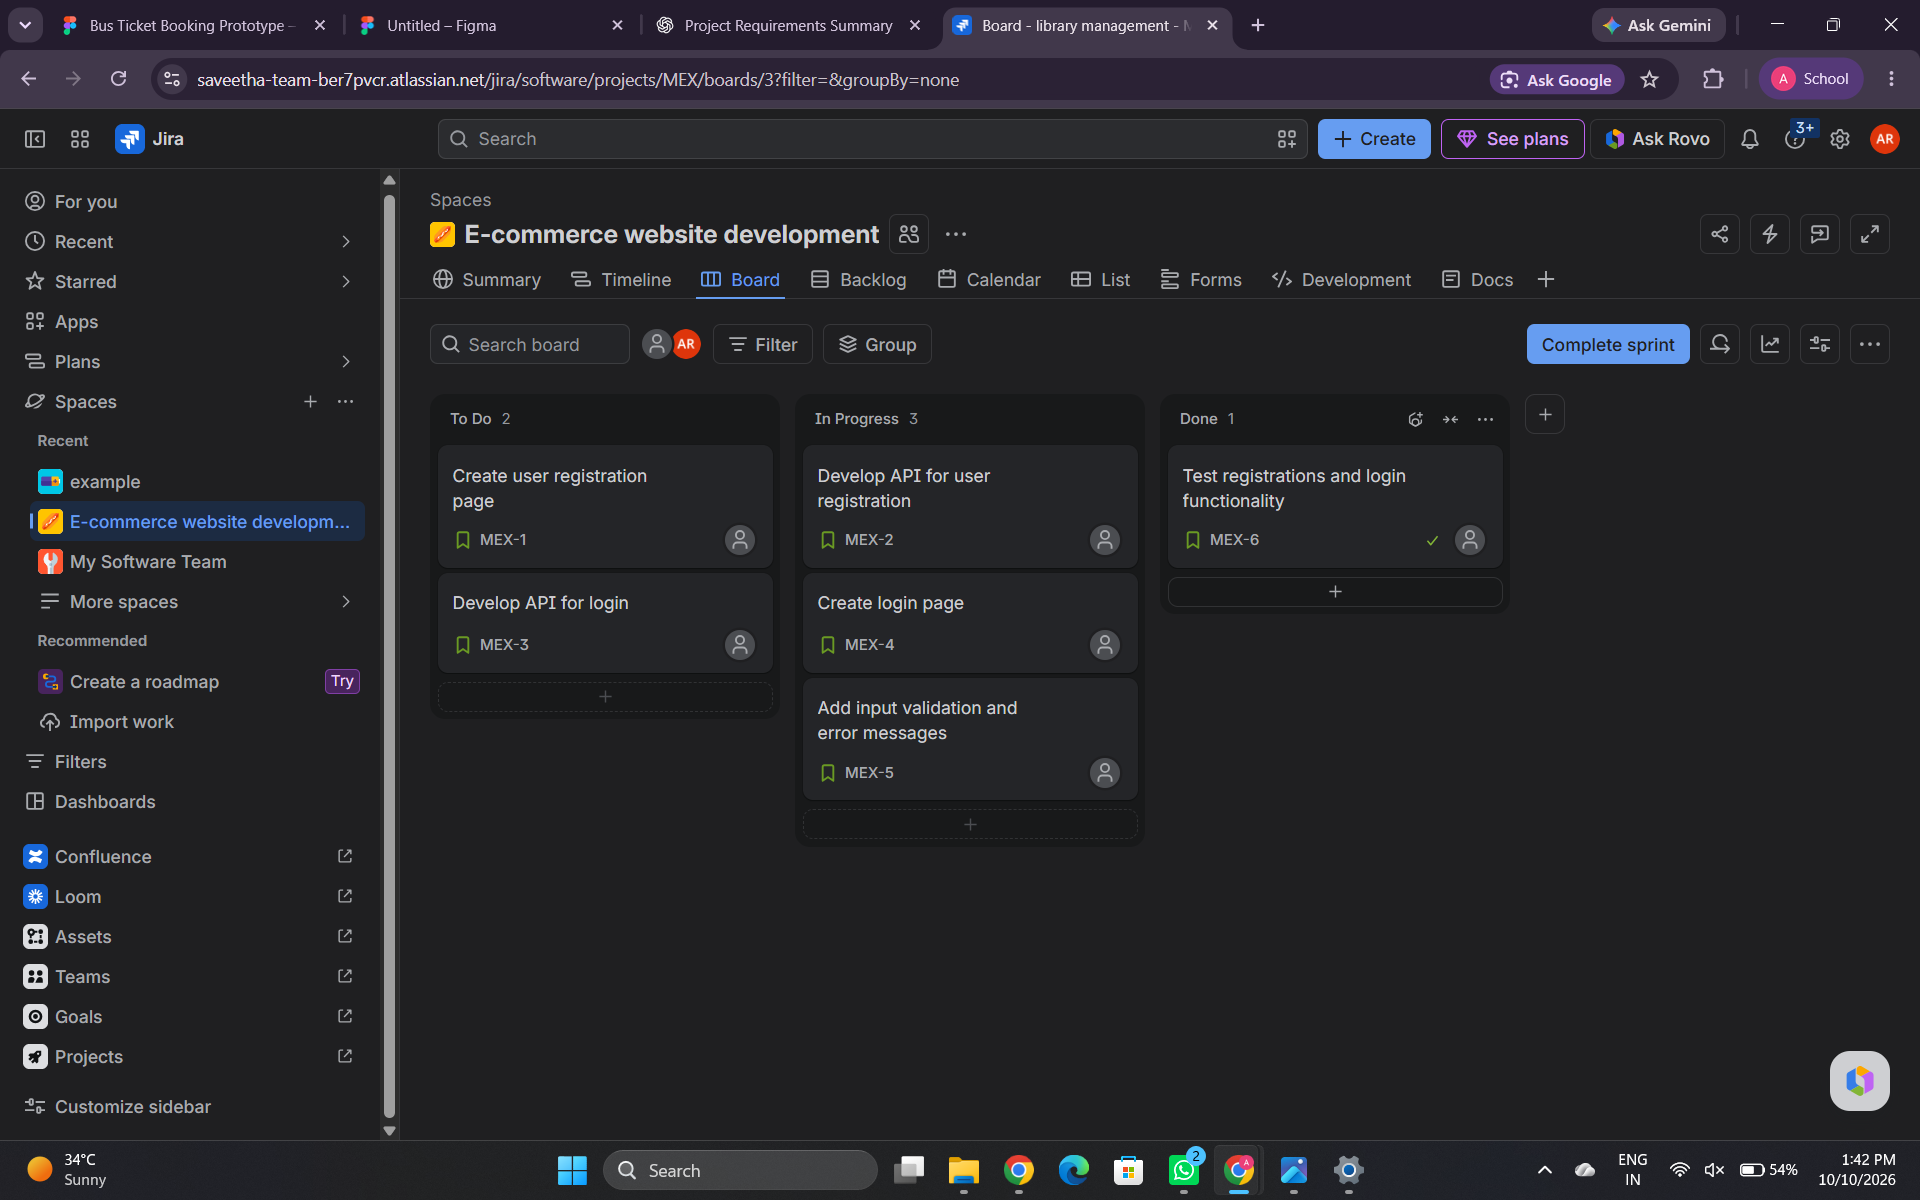 Bus Ticket Booking Prototype –
Untitled – Figma
Project Requirements Summary
Board - library management -
Ask Gemini
saveetha-team-ber7pvcr.atlassian.net/jira/software/projects/MEX/boards/3?filter=&groupBy=none
Ask Google
A
School
Jira
Search
Create
See plans
Ask Rovo
3+
AR
For you
Recent
Starred
Apps
Plans
Spaces
Recent
example
E-commerce website developm...
My Software Team
More spaces
Recommended
Create a roadmap
Try
Import work
Filters
Dashboards
Confluence
Loom
Assets
Teams
Goals
Projects
Customize sidebar
Spaces
E-commerce website development
Summary
Timeline
Board
Backlog
Calendar
List
Forms
Development
Docs
Search board
AR
Filter
Group
Complete sprint
To Do 2
Create user registration
page
MEX-1
Develop API for login
MEX-3
In Progress 3
Develop API for user
registration
MEX-2
Create login page
MEX-4
Add input validation and
error messages
MEX-5
Done 1
Test registrations and login
functionality
MEX-6
34°C
Sunny
Search
2
A
ENG
IN
54%
1:42 PM
10/10/2026